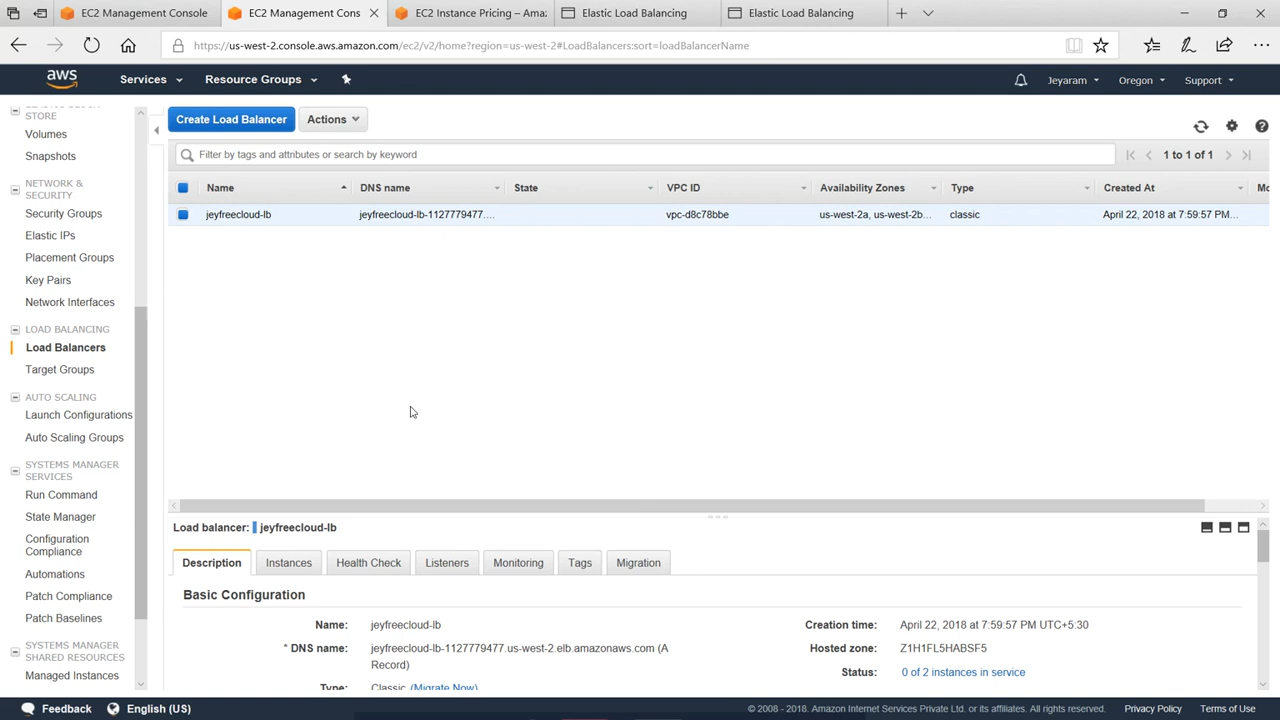 EC2 Management Console
EC2 Management Cons
EC2 Instance Pricing – Ama:
Elastic Load Balancing
Elastic Load Balancing
https://us-west-2.console.aws.amazon.com/ec2/v2/home?region=us-west-2#LoadBalancers:sort=loadBalancerName
aws
Services
Resource Groups
Jeyaram
Oregon
Support
STORE
Volumes
Snapshots
NETWORK &
SECURITY
Security Groups
Elastic IPs
Placement Groups
Key Pairs
Network Interfaces
LOAD BALANCING
Load Balancers
Target Groups
AUTO SCALING
Launch Configurations
Auto Scaling Groups
SYSTEMS MANAGER
SERVICES
Run Command
State Manager
Configuration
Compliance
Automations
Patch Compliance
Patch Baselines
SYSTEMS MANAGER
SHARED RESOURCES
Managed Instances
Create Load Balancer
Actions
Filter by tags and attributes or search by keyword
1 to 1 of 1
Name DNS name State VPC ID Availability Zones Type Created At Mo
jeyfreecloud-lb jeyfreecloud-lb-1127779477.... vpc-d8c78bbe us-west-2a, us-west-2b... classic April 22, 2018 at 7:59:57 PM...
Load balancer: jeyfreecloud-lb
Description Instances Health Check Listeners Monitoring Tags Migration
Basic Configuration
Name: jeyfreecloud-lb
Creation time: April 22, 2018 at 7:59:57 PM UTC+5:30
* DNS name: jeyfreecloud-lb-1127779477.us-west-2.elb.amazonaws.com (A
Record)
Hosted zone: Z1H1FL5HABSF5
Status: 0 of 2 instances in service
Type: Classic (Migrate Now)
Feedback
English (US)
© 2008 - 2018. Amazon Internet Services Private Ltd. or its affiliates. All rights reserved.
Privacy Policy
Terms of Use